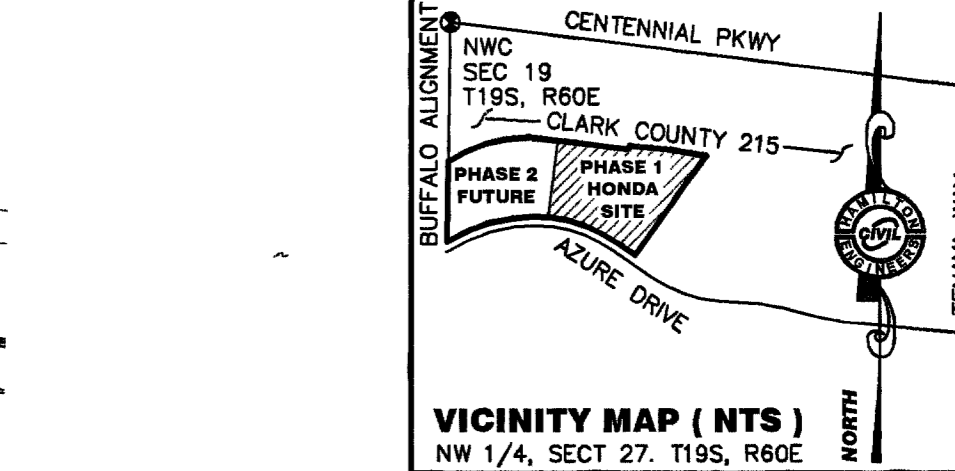 CENTENNIAL PKWY
BUFFALO ALIGNMENT
NWC
SEC 19
T19S, R60E
CLARK COUNTY 215
PHASE 2
FUTURE
PHASE 1
HONDA
SITE
AZURE DRIVE
HAMILTON
CIVIL
ENGINEERS
NORTH
VICINITY MAP ( NTS )
NW 1/4, SECT 27. T19S, R60E